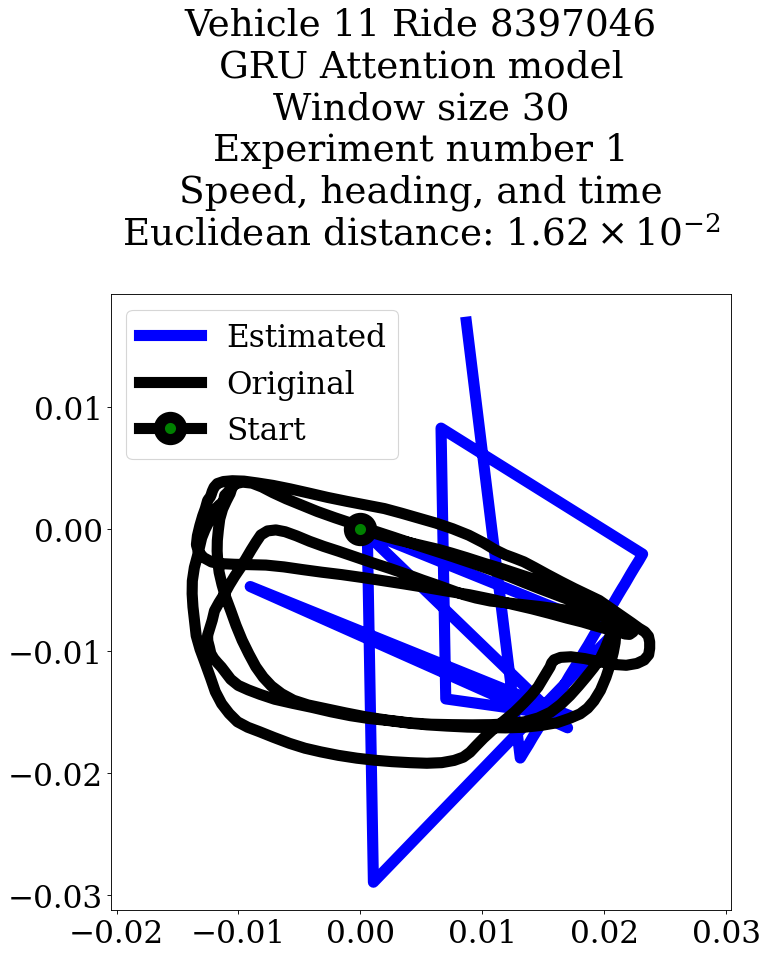 Vehicle 11 Ride 8397046
GRU Attention model
Window size 30
Experiment number 1
Speed, heading, and time
Euclidean distance: 1.62 × 10⁻²
Estimated
Original
Start
0.01
0.00
−0.01
−0.02
−0.03
−0.02 −0.01 0.00 0.01 0.02 0.03